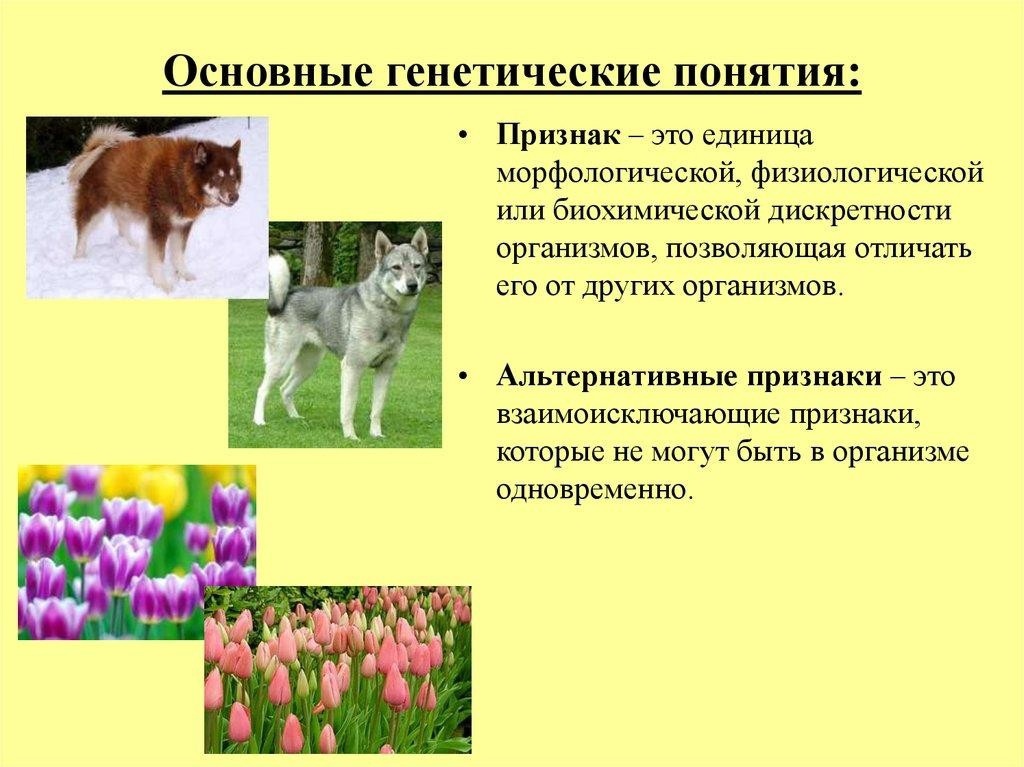 Основные генетические понятия:
• Признак – это единица
морфологической, физиологической
или биохимической дискретности
организмов, позволяющая отличать
его от других организмов.
• Альтернативные признаки – это
взаимоисключающие признаки,
которые не могут быть в организме
одновременно.